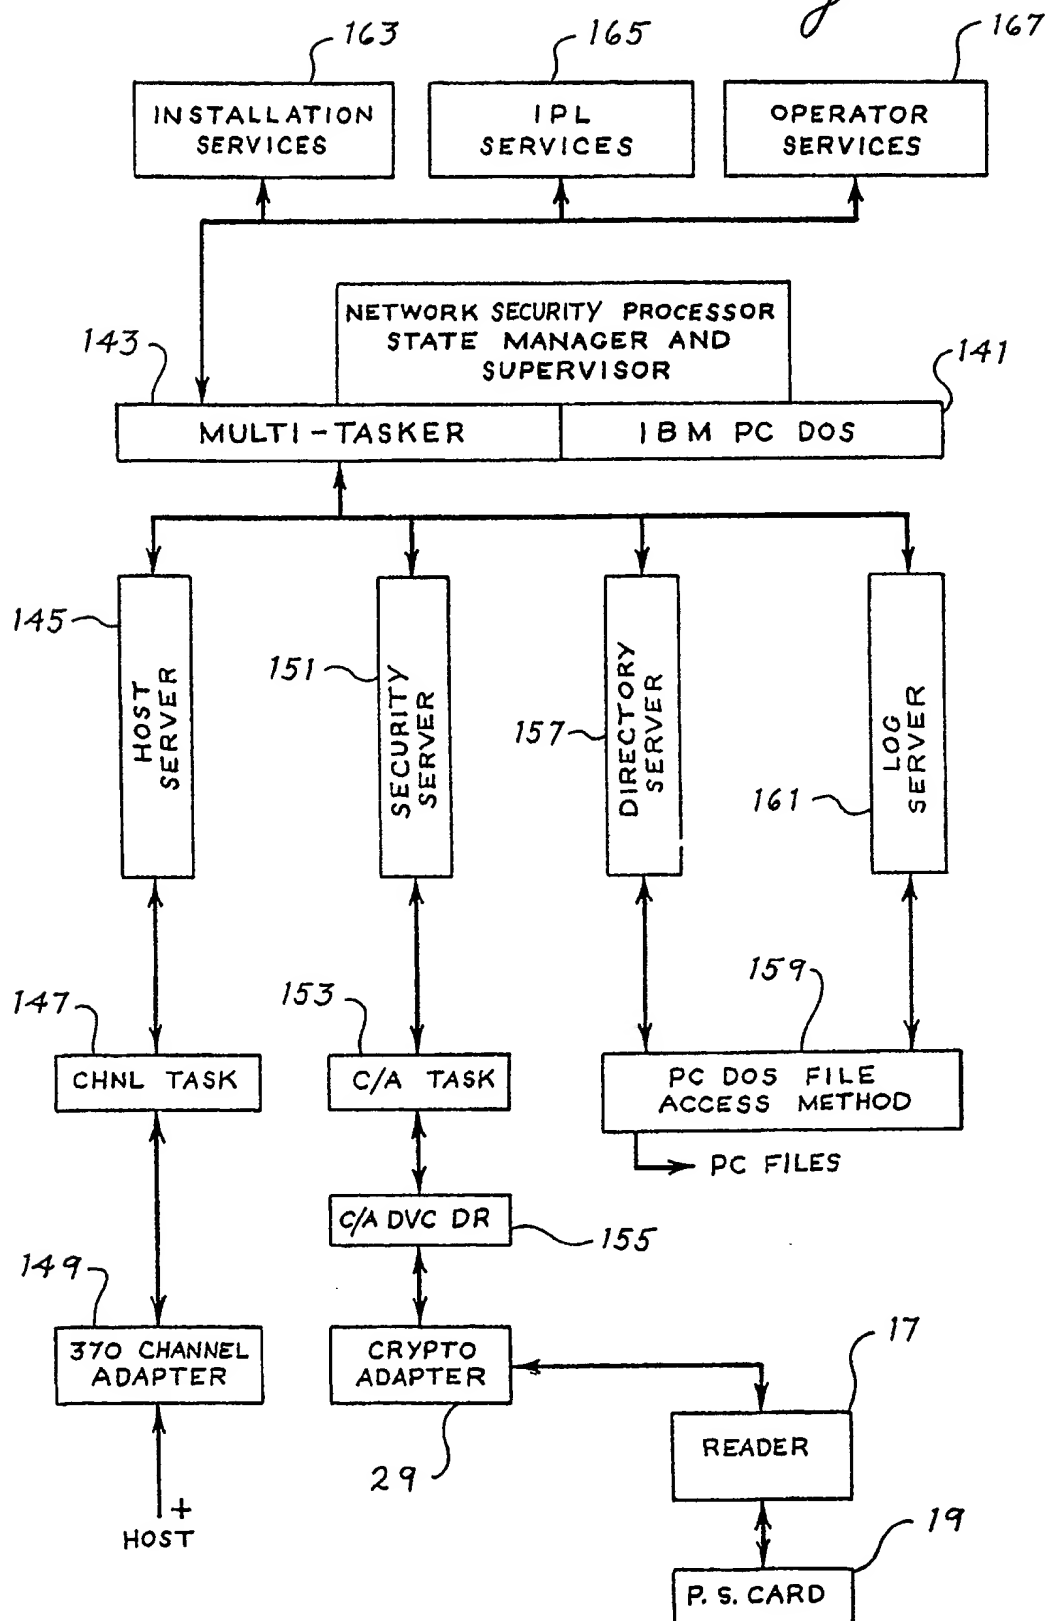 163
165
167
INSTALLATION
SERVICES
IPL
SERVICES
OPERATOR
SERVICES
NETWORK SECURITY PROCESSOR
STATE MANAGER AND
SUPERVISOR
143
141
MULTI-TASKER
IBM PC DOS
145
HOST
SERVER
151
SECURITY
SERVER
157
DIRECTORY
SERVER
161
LOG
SERVER
147
CHNL TASK
153
C/A TASK
159
PC DOS FILE
ACCESS METHOD
PC FILES
C/A DVC DR
155
149
370 CHANNEL
ADAPTER
CRYPTO
ADAPTER
29
17
READER
+
HOST
19
P. S. CARD